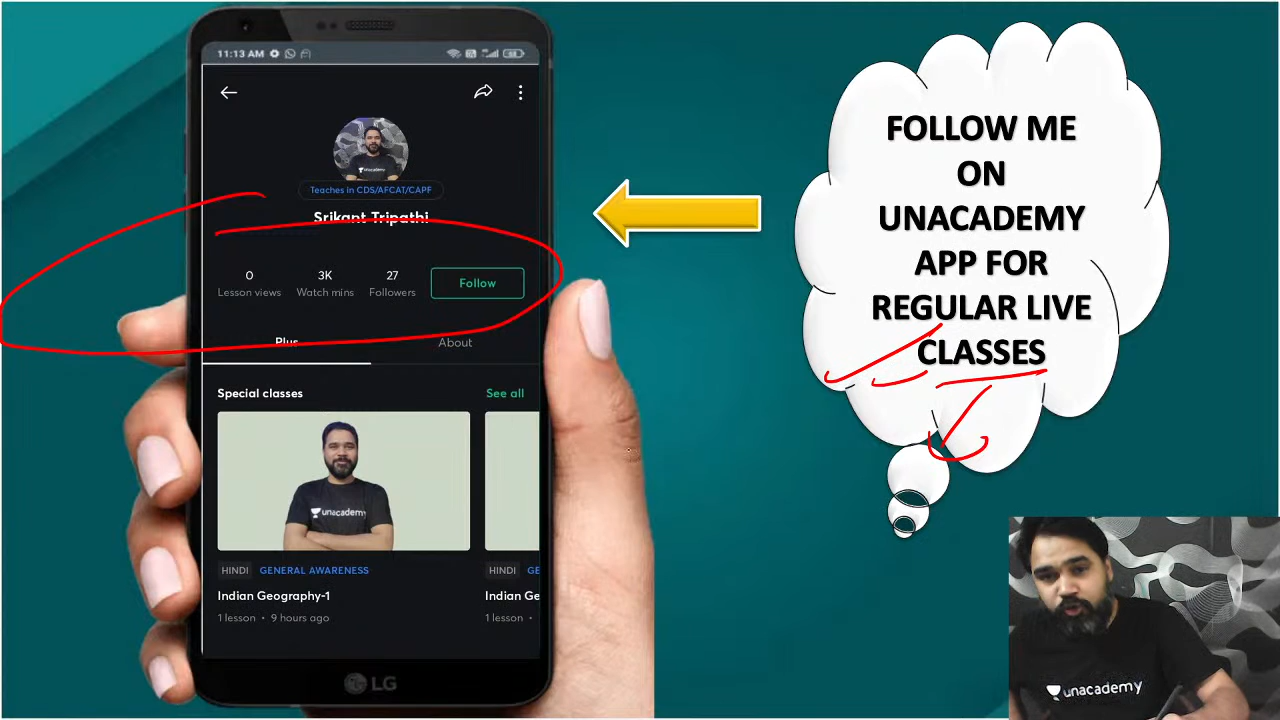 11:13 AM
Teaches in CDS/AFCAT/CAPF
Srikant Tripathi
0
Lesson views
3K
Watch mins
27
Followers
Follow
Plus
About
Special classes
See all
unacademy
HINDI
GENERAL AWARENESS
Indian Geography-1
1 lesson • 9 hours ago
HINDI
GE
Indian Ge
1 lesson •
LG
FOLLOW ME
ON
UNACADEMY
APP FOR
REGULAR LIVE
CLASSES
unacademy